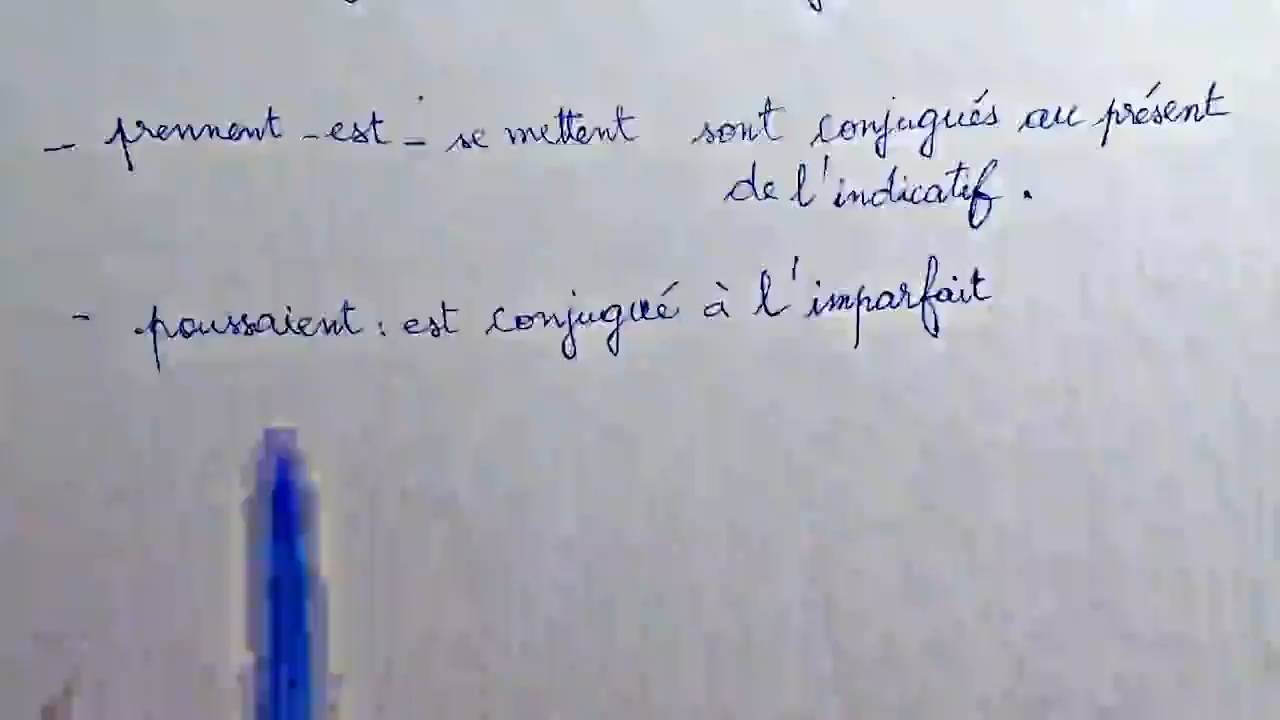 - prennent - est - se mettent sont conjugués au présent
de l'indicatif.
- poussaient : est conjugué à l'imparfait